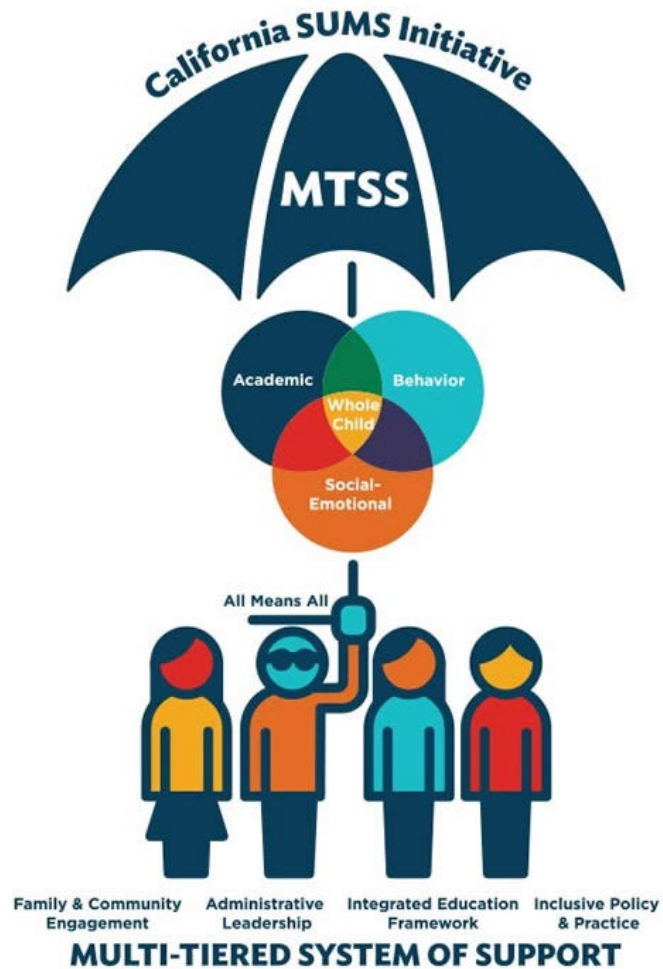 California SUMS Initiative
MTSS
Academic
Behavior
Whole
Child
Social-
Emotional
All Means All
Family & Community
Engagement
Administrative
Leadership
Integrated Education
Framework
Inclusive Policy
& Practice
MULTI-TIERED SYSTEM OF SUPPORT